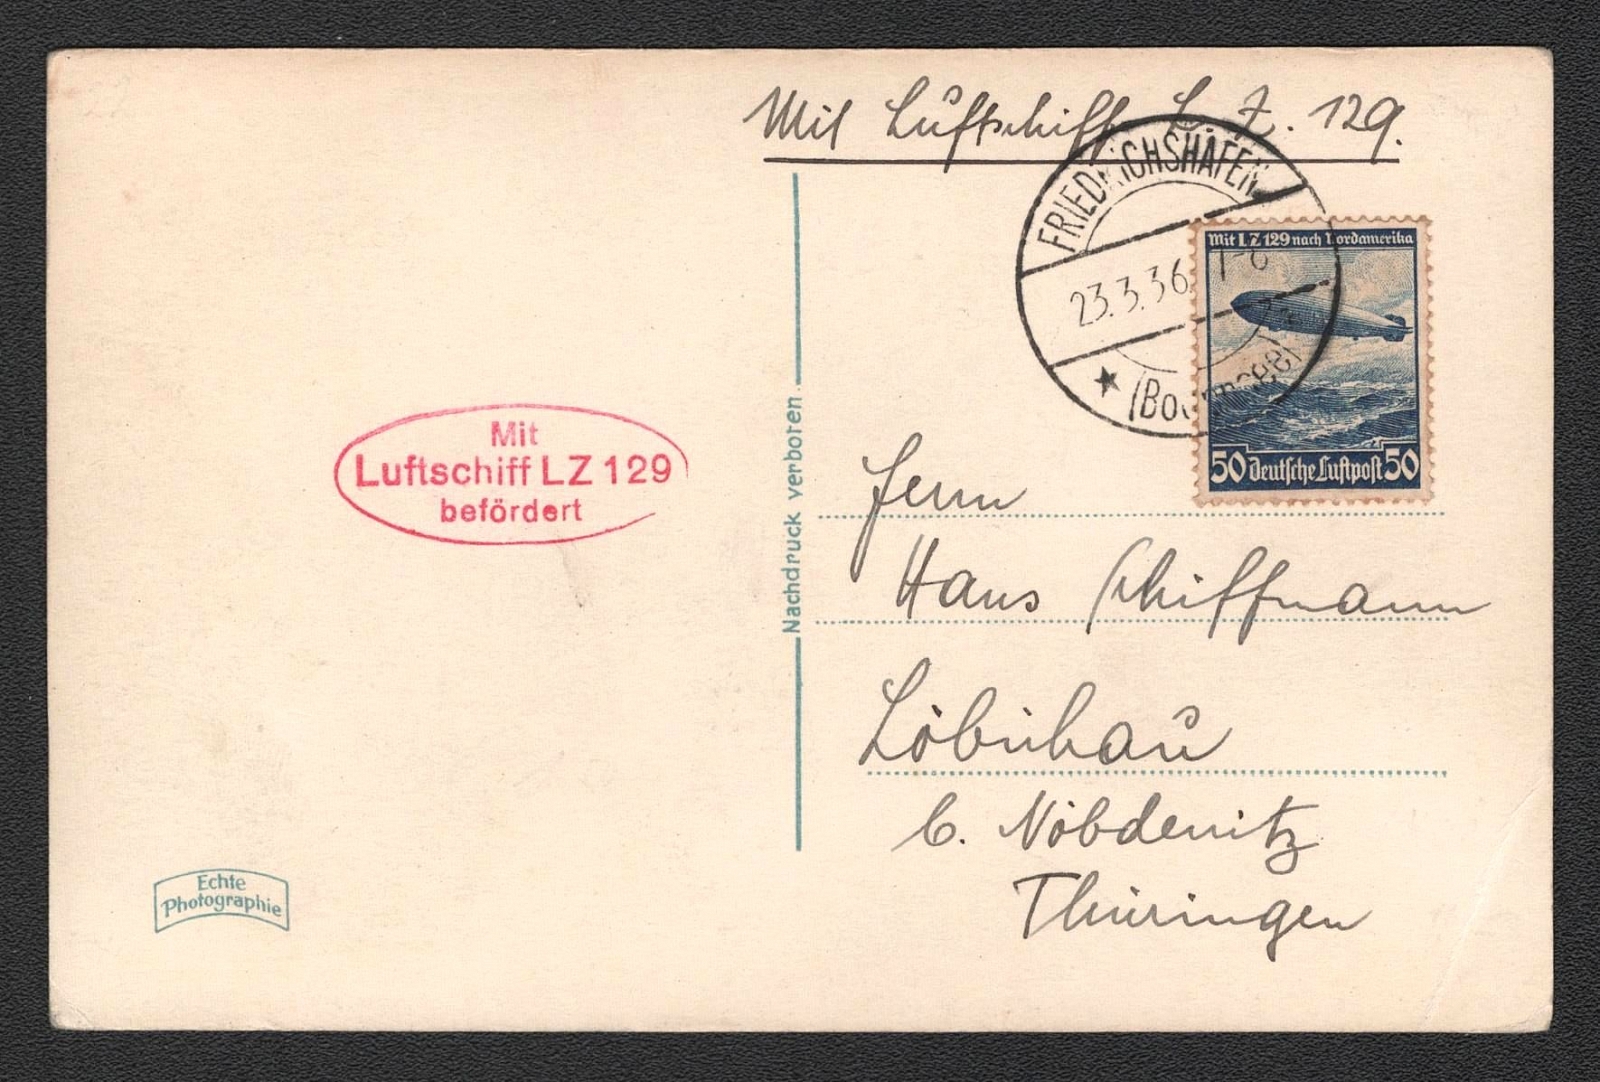 Mit Luftschiff L.Z. 129.
FRIEDRICHSHAFEN
23.3.36
(Bodensee)
Mit LZ 129 nach Nordamerika
50 Deutsche Luftpost 50
Mit
Luftschiff LZ 129
befördert
Nachdruck verboten
Herrn
Hans Schiffmann
Löbichau
b. Nöbdenitz
Thüringen
Echte
Photographie